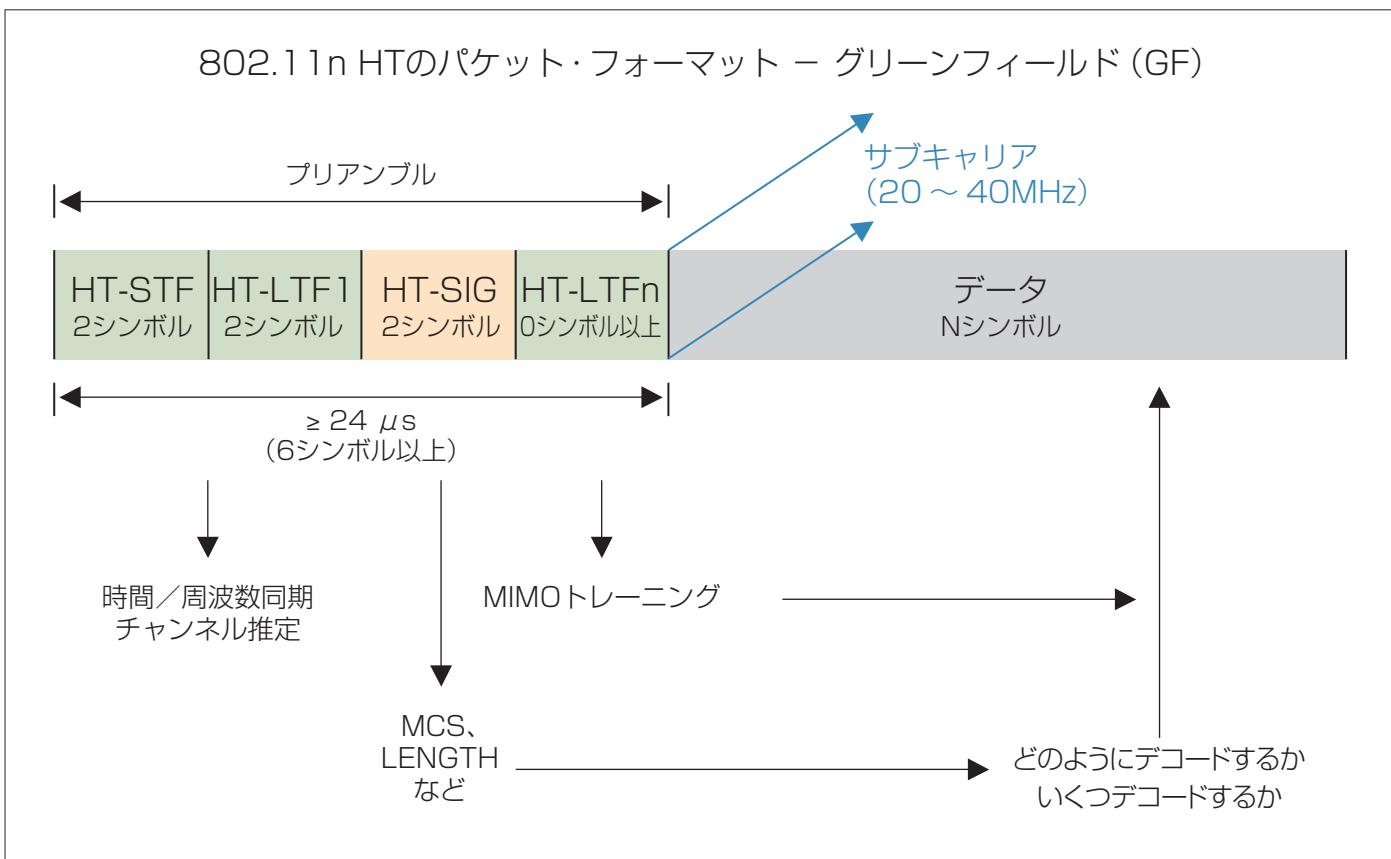 802.11n HTのパケット・フォーマット － グリーンフィールド（GF）
プリアンブル
サブキャリア
（20 ～ 40MHz）
HT-STF
2シンボル
HT-LTF1
2シンボル
HT-SIG
2シンボル
HT-LTFn
0シンボル以上
データ
Nシンボル
≥ 24 μs
（6シンボル以上）
時間／周波数同期
チャンネル推定
MIMOトレーニング
MCS、
LENGTH
など
どのようにデコードするか
いくつデコードするか